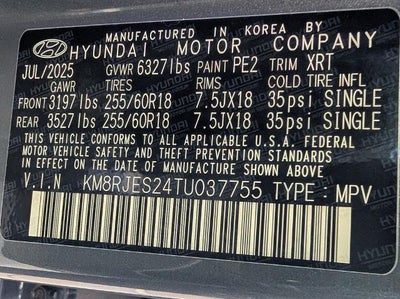 MANUFACTURED IN KOREA BY
HYUNDAI MOTOR COMPANY
JUL/2025 GVWR 6327lbs PAINT PE2 TRIM XRT
GAWR TIRES RIMS COLD TIRE INFL
FRONT 3197lbs 255/60R18 7.5JX18 35psi SINGLE
REAR 3527lbs 255/60R18 7.5JX18 35psi SINGLE
THIS VEHICLE CONFORMS TO ALL APPLICABLE U.S.A. FEDERAL
MOTOR VEHICLE SAFETY AND THEFT PREVENTION STANDARDS
IN EFFECT ON THE DATE OF MANUFACTURE SHOWN ABOVE.
V.I.N KM8RJES24TU037755 TYPE: MPV